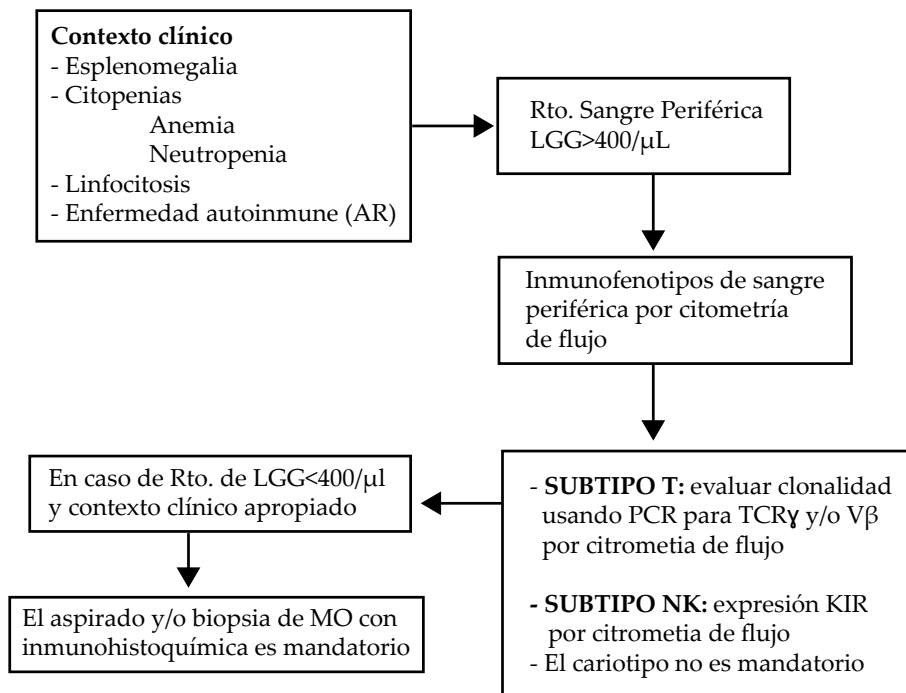 Contexto clínico
- Esplenomegalia
- Citopenias
Anemia
Neutropenia
- Linfocitosis
- Enfermedad autoinmune (AR)
Rto. Sangre Periférica
LGG>400/µL
Inmunofenotipos de sangre
periférica por citometría
de flujo
- SUBTIPO T: evaluar clonalidad
usando PCR para TCRɣ y/o Vβ
por citrometia de flujo
- SUBTIPO NK: expresión KIR
por citrometia de flujo
- El cariotipo no es mandatorio
En caso de Rto. de LGG<400/µl
y contexto clínico apropiado
El aspirado y/o biopsia de MO con
inmunohistoquímica es mandatorio